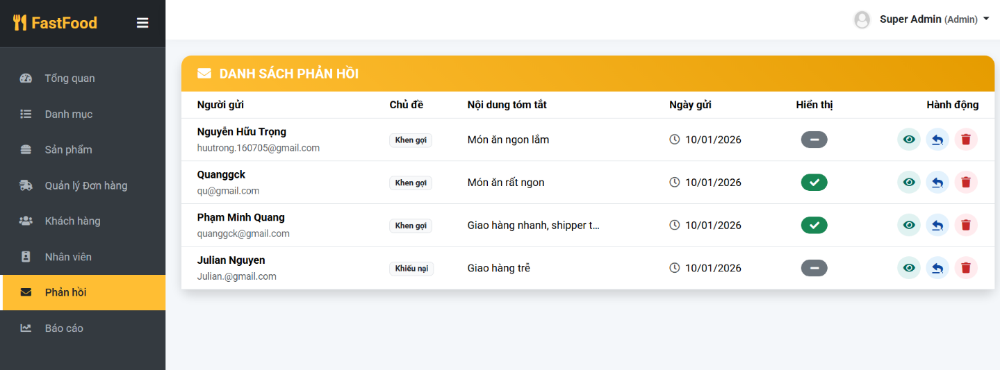 FastFood
Super Admin (Admin)
Tổng quan
Danh mục
Sản phẩm
Quản lý Đơn hàng
Khách hàng
Nhân viên
Phản hồi
Báo cáo
DANH SÁCH PHẢN HỒI
Người gửi Chủ đề Nội dung tóm tắt Ngày gửi Hiển thị Hành động
Nguyễn Hữu Trọng
huutrong.160705@gmail.com
Khen gợi Món ăn ngon lắm 10/01/2026
Quanggck
qu@gmail.com
Khen gợi Món ăn rất ngon 10/01/2026
Phạm Minh Quang
quanggck@gmail.com
Khen gợi Giao hàng nhanh, shipper t... 10/01/2026
Julian Nguyen
Julian.@gmail.com
Khiếu nại Giao hàng trễ 10/01/2026